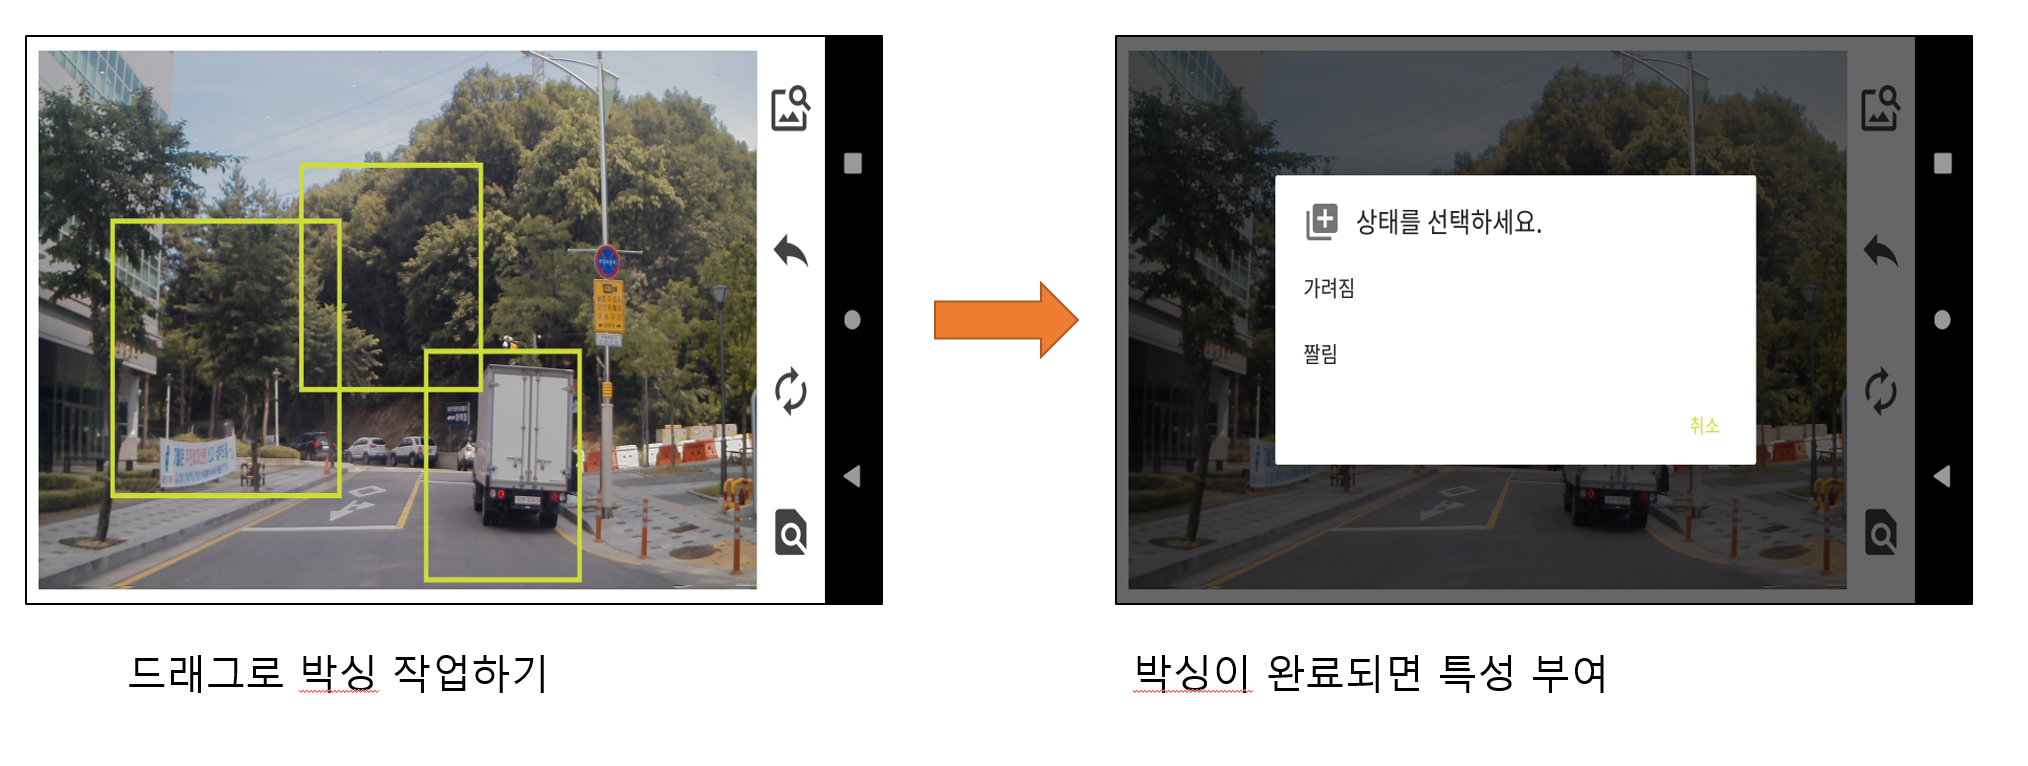 상태를 선택하세요.
가려짐
짤림
취소
드래그로 박싱 작업하기
박싱이 완료되면 특성 부여